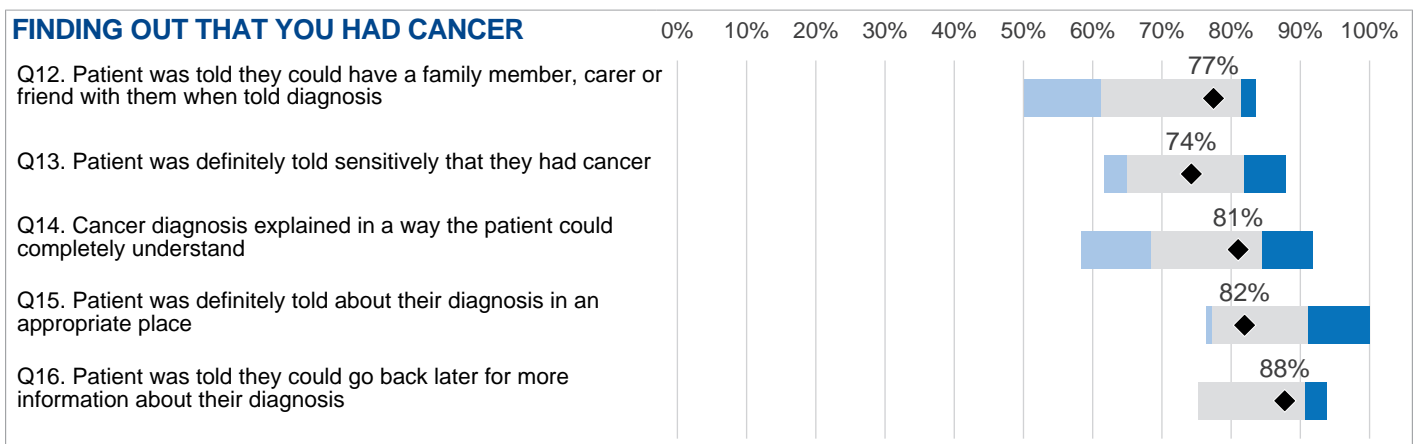 FINDING OUT THAT YOU HAD CANCER 0% 10% 20% 30% 40% 50% 60% 70% 80% 90% 100%
Q12. Patient was told they could have a family member, carer or
friend with them when told diagnosis
77%
Q13. Patient was definitely told sensitively that they had cancer
74%
Q14. Cancer diagnosis explained in a way the patient could
completely understand
81%
Q15. Patient was definitely told about their diagnosis in an
appropriate place
82%
Q16. Patient was told they could go back later for more
information about their diagnosis
88%